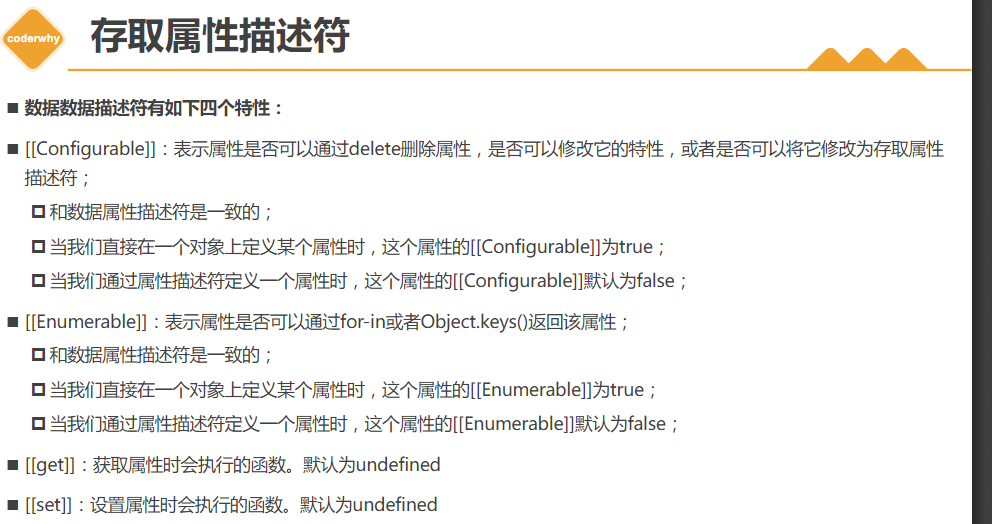 coderwhy
存取属性描述符
数据数据描述符有如下四个特性：
[[Configurable]]：表示属性是否可以通过delete删除属性，是否可以修改它的特性，或者是否可以将它修改为存取属性
描述符；
和数据属性描述符是一致的；
当我们直接在一个对象上定义某个属性时，这个属性的[[Configurable]]为true；
当我们通过属性描述符定义一个属性时，这个属性的[[Configurable]]默认为false；
[[Enumerable]]：表示属性是否可以通过for-in或者Object.keys()返回该属性；
和数据属性描述符是一致的；
当我们直接在一个对象上定义某个属性时，这个属性的[[Enumerable]]为true；
当我们通过属性描述符定义一个属性时，这个属性的[[Enumerable]]默认为false；
[[get]]：获取属性时会执行的函数。默认为undefined
[[set]]：设置属性时会执行的函数。默认为undefined